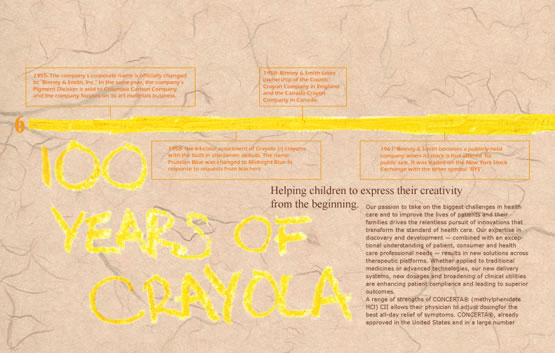 1955: The company's corporate name is officially changed
to "Binney & Smith, Inc." In the same year, the company's
Pigment Division is sold to Columbia Carbon Company
and the company focuses on its art materials business.
1958: Binney & Smith takes
ownership of the Cosmic
Crayon Company in England
and the Canada Crayon
Company in Canada.
6
1958: The 64-color assortment of Crayola (r) crayons
with the built in sharpener debuts. The name
Prussian Blue was changed to Midnight Blue in
response to requests from teachers
1961: Binney & Smith becomes a publicly held
company when its stock is first offered for
public sale. It was traded on the New York Stock
Exchange with the symbol "BYS".
100
YEARS OF
CRAYOLA
Helping children to express their creativity
from the beginning.
Our passion to take on the biggest challenges in health
care and to improve the lives of patients and their
families drives the relentless pursuit of innovations that
transform the standard of health care. Our expertise in
discovery and development — combined with an excep-
tional understanding of patient, consumer and health
care professional needs — results in new solutions across
therapeutic platforms. Whether applied to traditional
medicines or advanced technologies, our new delivery
systems, new dosages and broadening of clinical utilities
are enhancing patient compliance and leading to superior
outcomes.
A range of strengths of CONCERTA® (methylphenidate
HCl) CII allows their physician to adjust dosingfor the
best all-day relief of symptoms. CONCERTA®, already
approved in the United States and in a large number